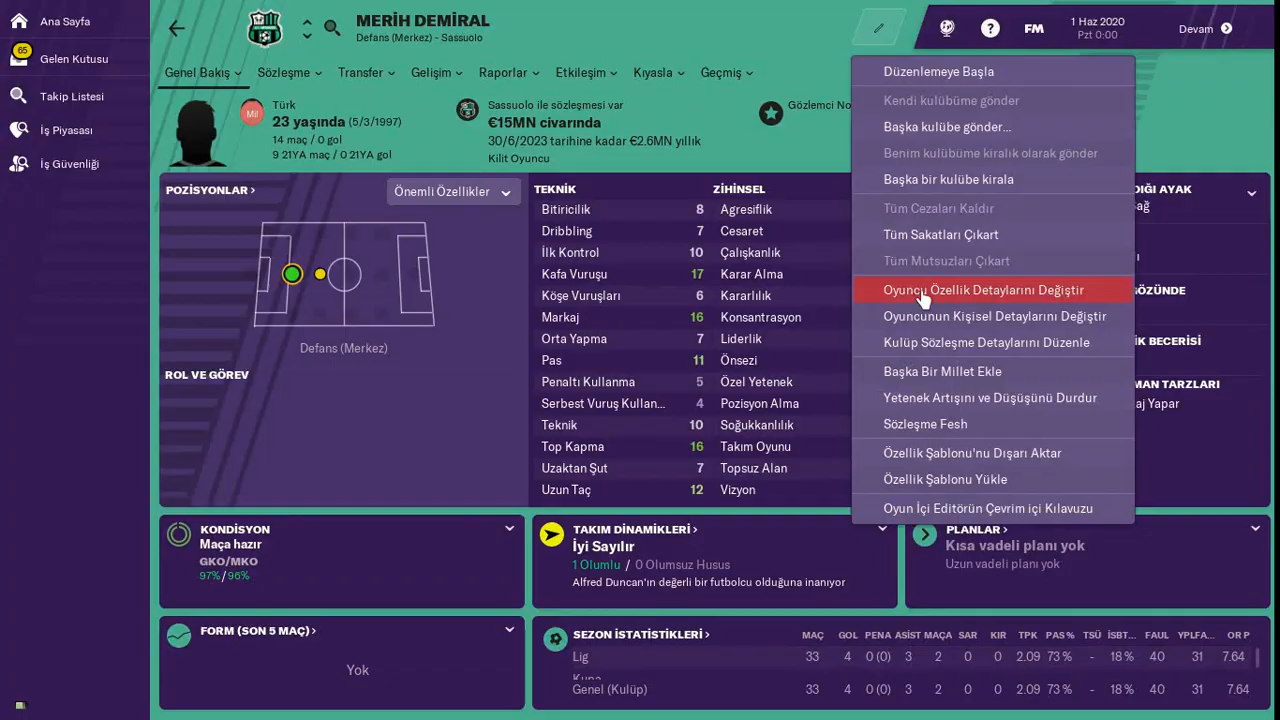 Ana Sayfa
65
Gelen Kutusu
Takip Listesi
İş Piyasası
İş Güvenliği
MERİH DEMİRAL
Defans (Merkez) - Sassuolo
FM
1 Haz 2020
Pzt 0:00
Devam
Genel Bakış
Sözleşme
Transfer
Gelişim
Raporlar
Etkileşim
Kıyasla
Geçmiş
Mil
Türk
23 yaşında (5/3/1997)
14 maç / 0 gol
9 21YA maç / 0 21YA gol
Sassuolo ile sözleşmesi var
€15MN civarında
30/6/2023 tarihine kadar €2.6MN yıllık
Kilit Oyuncu
Gözlemci
Düzenlemeye Başla
Kendi kulübüme gönder
Başka kulübe gönder...
Benim kulübüme kiralık olarak gönder
Başka bir kulübe kirala
Tüm Cezaları Kaldır
Tüm Sakatları Çıkart
Tüm Mutsuzları Çıkart
Oyuncu Özellik Detaylarını Değiştir
Oyuncunun Kişisel Detaylarını Değiştir
Kulüp Sözleşme Detaylarını Düzenle
Başka Bir Millet Ekle
Yetenek Artışını ve Düşüşünü Durdur
Sözleşme Fesh
Özellik Şablonu'nu Dışarı Aktar
Özellik Şablonu Yükle
Oyun İçi Editörün Çevrim içi Kılavuzu
POZİSYONLAR
Önemli Özellikler
Defans (Merkez)
ROL VE GÖREV
TEKNİK
Bitiricilik 8
Dribbling 7
İlk Kontrol 10
Kafa Vuruşu 17
Köşe Vuruşları 6
Markaj 16
Orta Yapma 7
Pas 11
Penaltı Kullanma 5
Serbest Vuruş Kullan... 4
Teknik 10
Top Kapma 16
Uzaktan Şut 7
Uzun Taç 12
ZİHİNSEL
Agresiflik
Cesaret
Çalışkanlık
Karar Alma
Kararlılık
Konsantrasyon
Liderlik
Önsezi
Özel Yetenek
Pozisyon Alma
Soğukkanlılık
Takım Oyunu
Topsuz Alan
Vizyon
DIĞI AYAK
GÖZÜNDE
K BECERİSİ
MAN TARZLARI
aj Yapar
KONDİSYON
Maça hazır
GKO/MKO
97% / 96%
TAKIM DİNAMİKLERİ
İyi Sayılır
1 Olumlu / 0 Olumsuz Husus
Alfred Duncan'ın değerli bir futbolcu olduğuna inanıyor
PLANLAR
Kısa vadeli planı yok
Uzun vadeli planı yok
FORM (SON 5 MAÇ)
Yok
SEZON İSTATİSTİKLERİ
MAÇ GOL PENA ASİST MAÇA SAR KIR TPK PAS % TSÜ İSBT... FAUL YPLFA... OR P
Lig 33 4 0 (0) 3 2 0 0 2.09 73 % - 18 % 40 31 7.64
Genel (Kulüp) 33 4 0 (0) 3 2 0 0 2.09 73 % - 18 % 40 31 7.64